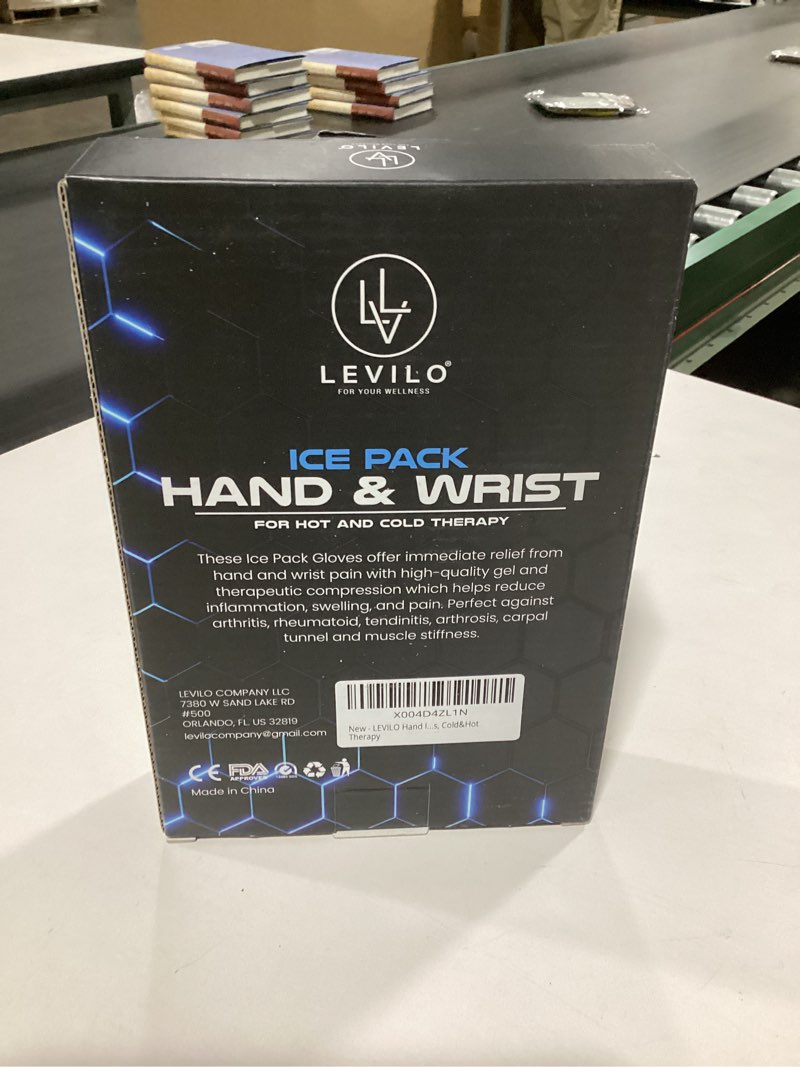 LEVILO
LEVILO®
FOR YOUR WELLNESS
ICE PACK
HAND & WRIST
FOR HOT AND COLD THERAPY
These Ice Pack Gloves offer immediate relief from
hand and wrist pain with high-quality gel and
therapeutic compression which helps reduce
inflammation, swelling, and pain. Perfect against
arthritis, rheumatoid, tendinitis, arthrosis, carpal
tunnel and muscle stiffness.
LEVILO COMPANY LLC
7380 W SAND LAKE RD
#500
ORLANDO, FL. US 32819
levilocompany@gmail.com
X004D4ZL1N
New - LEVILO Hand I...s, Cold&Hot
Therapy
CE FDA
APPROVED
Made in China